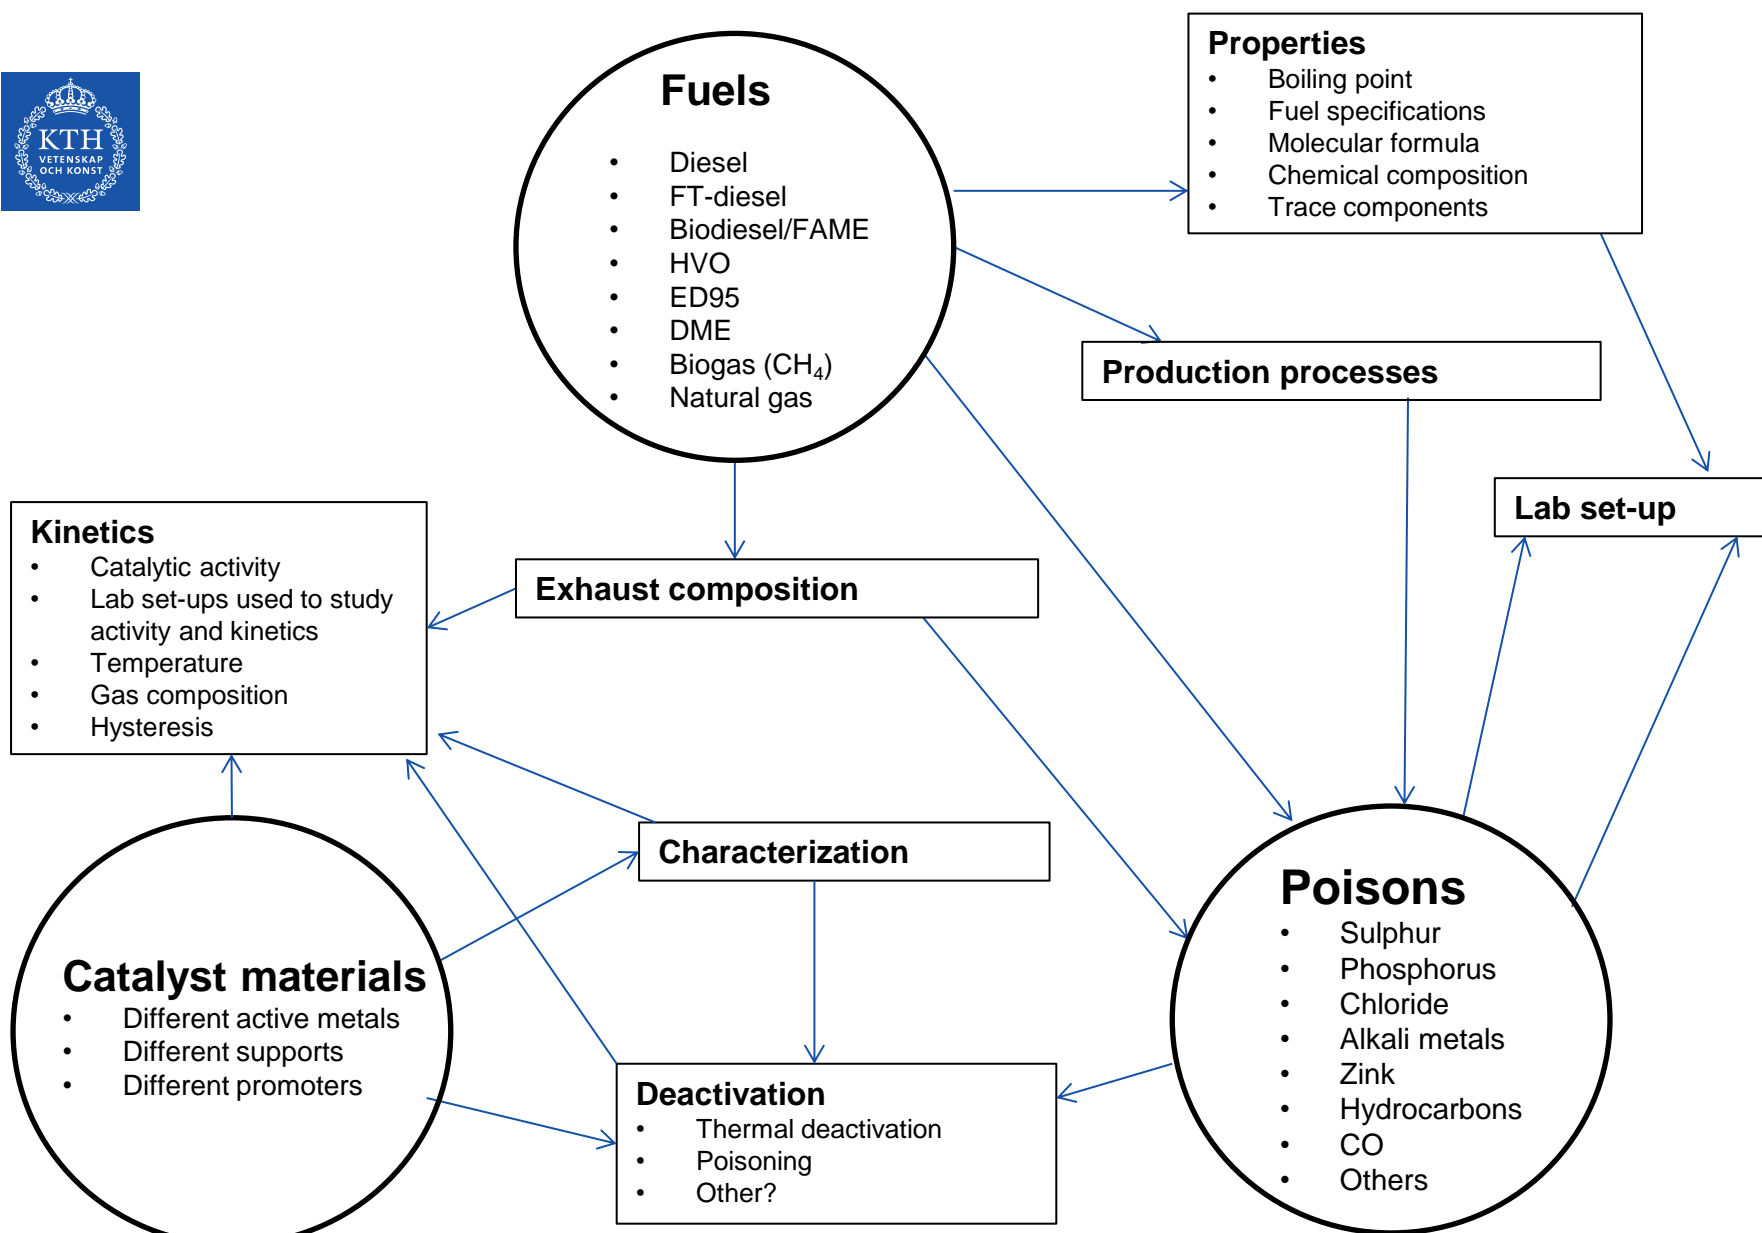 KTH
VETENSKAP
OCH KONST
Fuels
• Diesel
• FT-diesel
• Biodiesel/FAME
• HVO
• ED95
• DME
• Biogas (CH₄)
• Natural gas
Properties
• Boiling point
• Fuel specifications
• Molecular formula
• Chemical composition
• Trace components
Production processes
Lab set-up
Kinetics
• Catalytic activity
• Lab set-ups used to study
activity and kinetics
• Temperature
• Gas composition
• Hysteresis
Exhaust composition
Characterization
Catalyst materials
• Different active metals
• Different supports
• Different promoters
Deactivation
• Thermal deactivation
• Poisoning
• Other?
Poisons
• Sulphur
• Phosphorus
• Chloride
• Alkali metals
• Zink
• Hydrocarbons
• CO
• Others